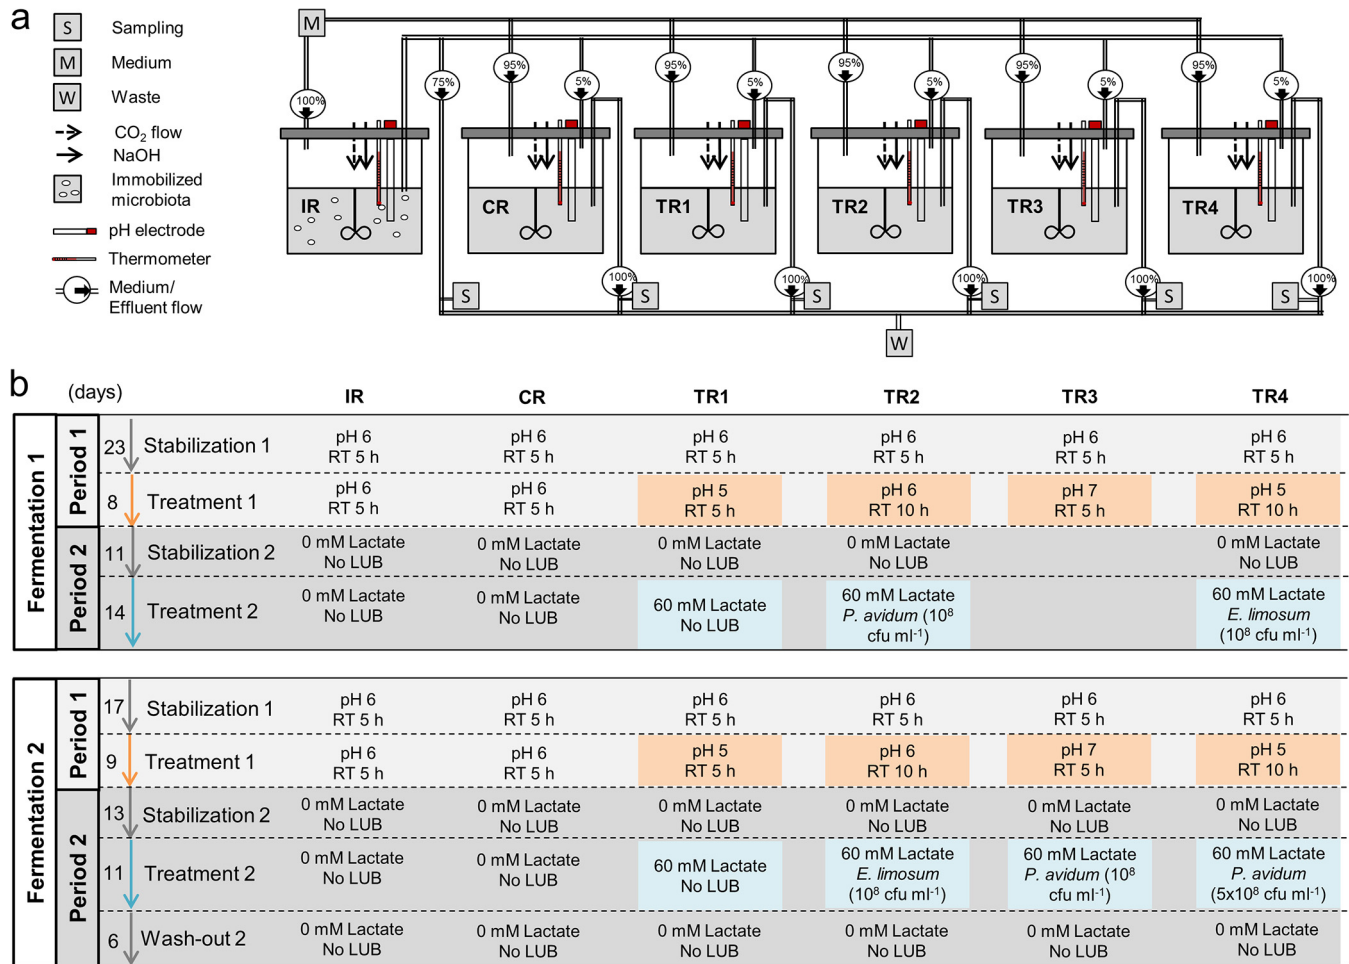 a
S Sampling
M Medium
W Waste
CO2 flow
NaOH
Immobilized
microbiota
pH electrode
Thermometer
Medium/
Effluent flow
M
100% 75% 95% 5% 95% 5% 95% 5% 95% 5% 95% 5%
IR CR TR1 TR2 TR3 TR4
100% 100% 100% 100% 100%
S S S S S S
W
b (days) IR CR TR1 TR2 TR3 TR4
Fermentation 1
Period 1
23 Stabilization 1
pH 6 pH 6 pH 6 pH 6 pH 6 pH 6
RT 5 h RT 5 h RT 5 h RT 5 h RT 5 h RT 5 h
8 Treatment 1
pH 6 pH 6 pH 5 pH 6 pH 7 pH 5
RT 5 h RT 5 h RT 5 h RT 10 h RT 5 h RT 10 h
Period 2
11 Stabilization 2
0 mM Lactate 0 mM Lactate 0 mM Lactate 0 mM Lactate 0 mM Lactate
No LUB No LUB No LUB No LUB No LUB
14 Treatment 2
0 mM Lactate 0 mM Lactate 60 mM Lactate 60 mM Lactate 60 mM Lactate
No LUB No LUB No LUB P. avidum (10⁸ E. limosum
cfu ml⁻¹) (10⁸ cfu ml⁻¹)
Fermentation 2
Period 1
17 Stabilization 1
pH 6 pH 6 pH 6 pH 6 pH 6 pH 6
RT 5 h RT 5 h RT 5 h RT 5 h RT 5 h RT 5 h
9 Treatment 1
pH 6 pH 6 pH 5 pH 6 pH 7 pH 5
RT 5 h RT 5 h RT 5 h RT 10 h RT 5 h RT 10 h
Period 2
13 Stabilization 2
0 mM Lactate 0 mM Lactate 0 mM Lactate 0 mM Lactate 0 mM Lactate 0 mM Lactate
No LUB No LUB No LUB No LUB No LUB No LUB
11 Treatment 2
0 mM Lactate 0 mM Lactate 60 mM Lactate 60 mM Lactate 60 mM Lactate 60 mM Lactate
No LUB No LUB No LUB E. limosum P. avidum (10⁸ P. avidum
(10⁸ cfu ml⁻¹) cfu ml⁻¹) (5x10⁸ cfu ml⁻¹)
6 Wash-out 2
0 mM Lactate 0 mM Lactate 0 mM Lactate 0 mM Lactate 0 mM Lactate 0 mM Lactate
No LUB No LUB No LUB No LUB No LUB No LUB